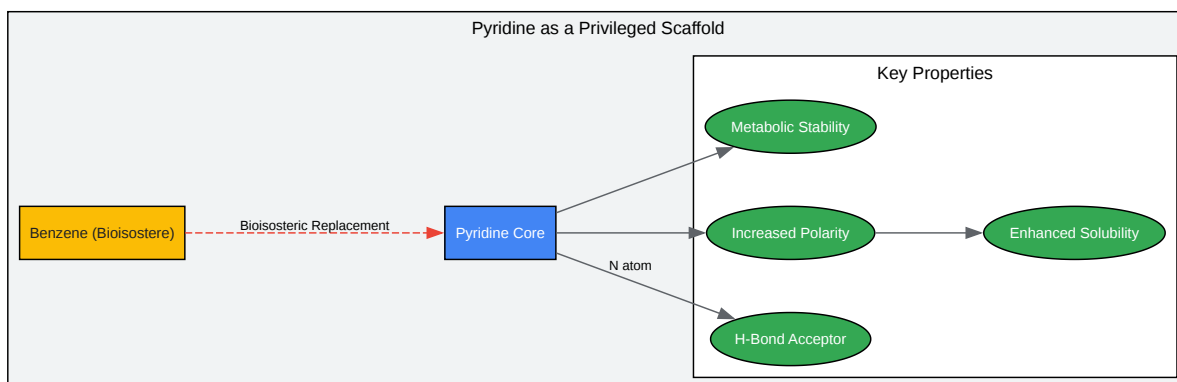 Pyridine as a Privileged Scaffold
Key Properties
Metabolic Stability
Benzene (Bioisostere)
Bioisosteric Replacement
Pyridine Core
Increased Polarity
Enhanced Solubility
N atom
H-Bond Acceptor